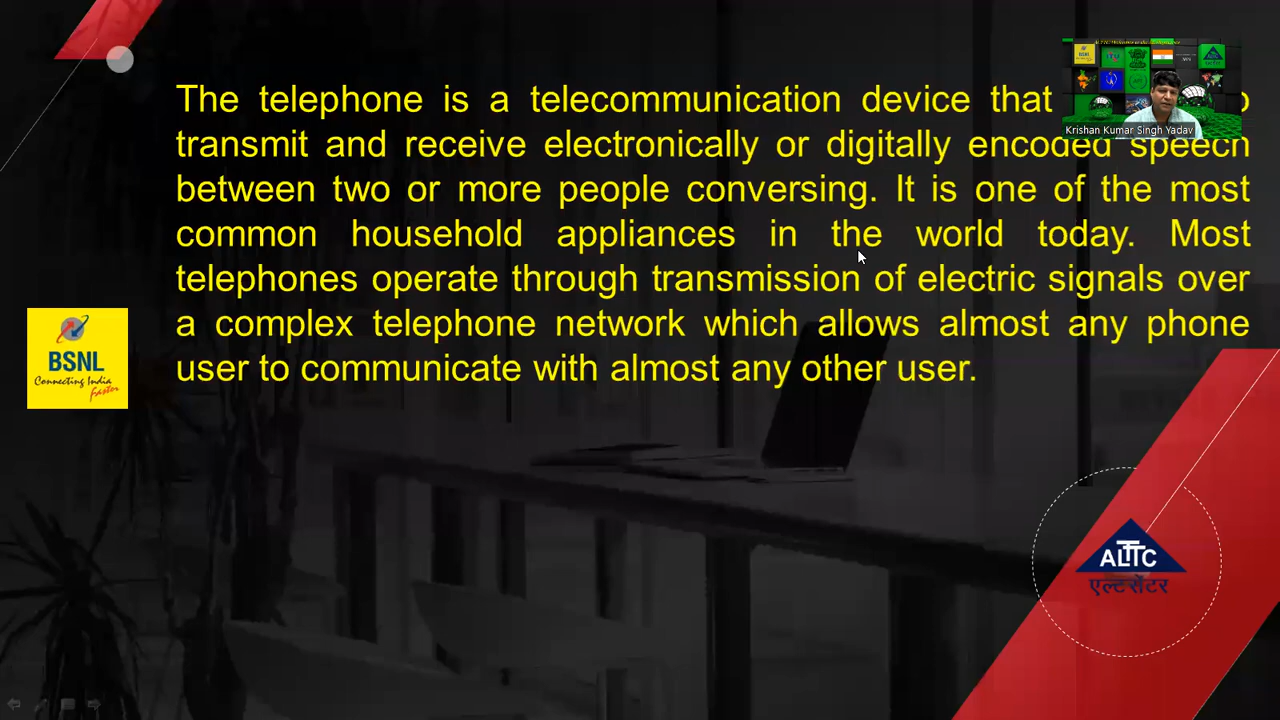 The telephone is a telecommunication device that
transmit and receive electronically or digitally encoded speech
between two or more people conversing. It is one of the most
common household appliances in the world today. Most
telephones operate through transmission of electric signals over
a complex telephone network which allows almost any phone
user to communicate with almost any other user.
Krishan Kumar Singh Yadav
BSNL
Connecting India
Faster
ALTTC
एल्टसेंटर